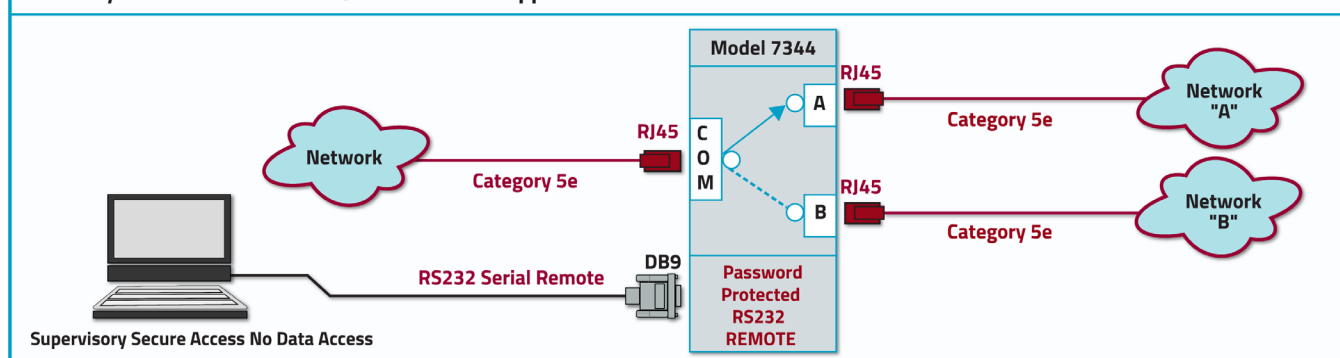 Model 7344
RJ45
Network
"A"
A
Category 5e
RJ45
C
O
M
Network
Category 5e
RJ45
B
Network
"B"
Category 5e
DB9
RS232 Serial Remote
Password
Protected
RS232
REMOTE
Supervisory Secure Access No Data Access